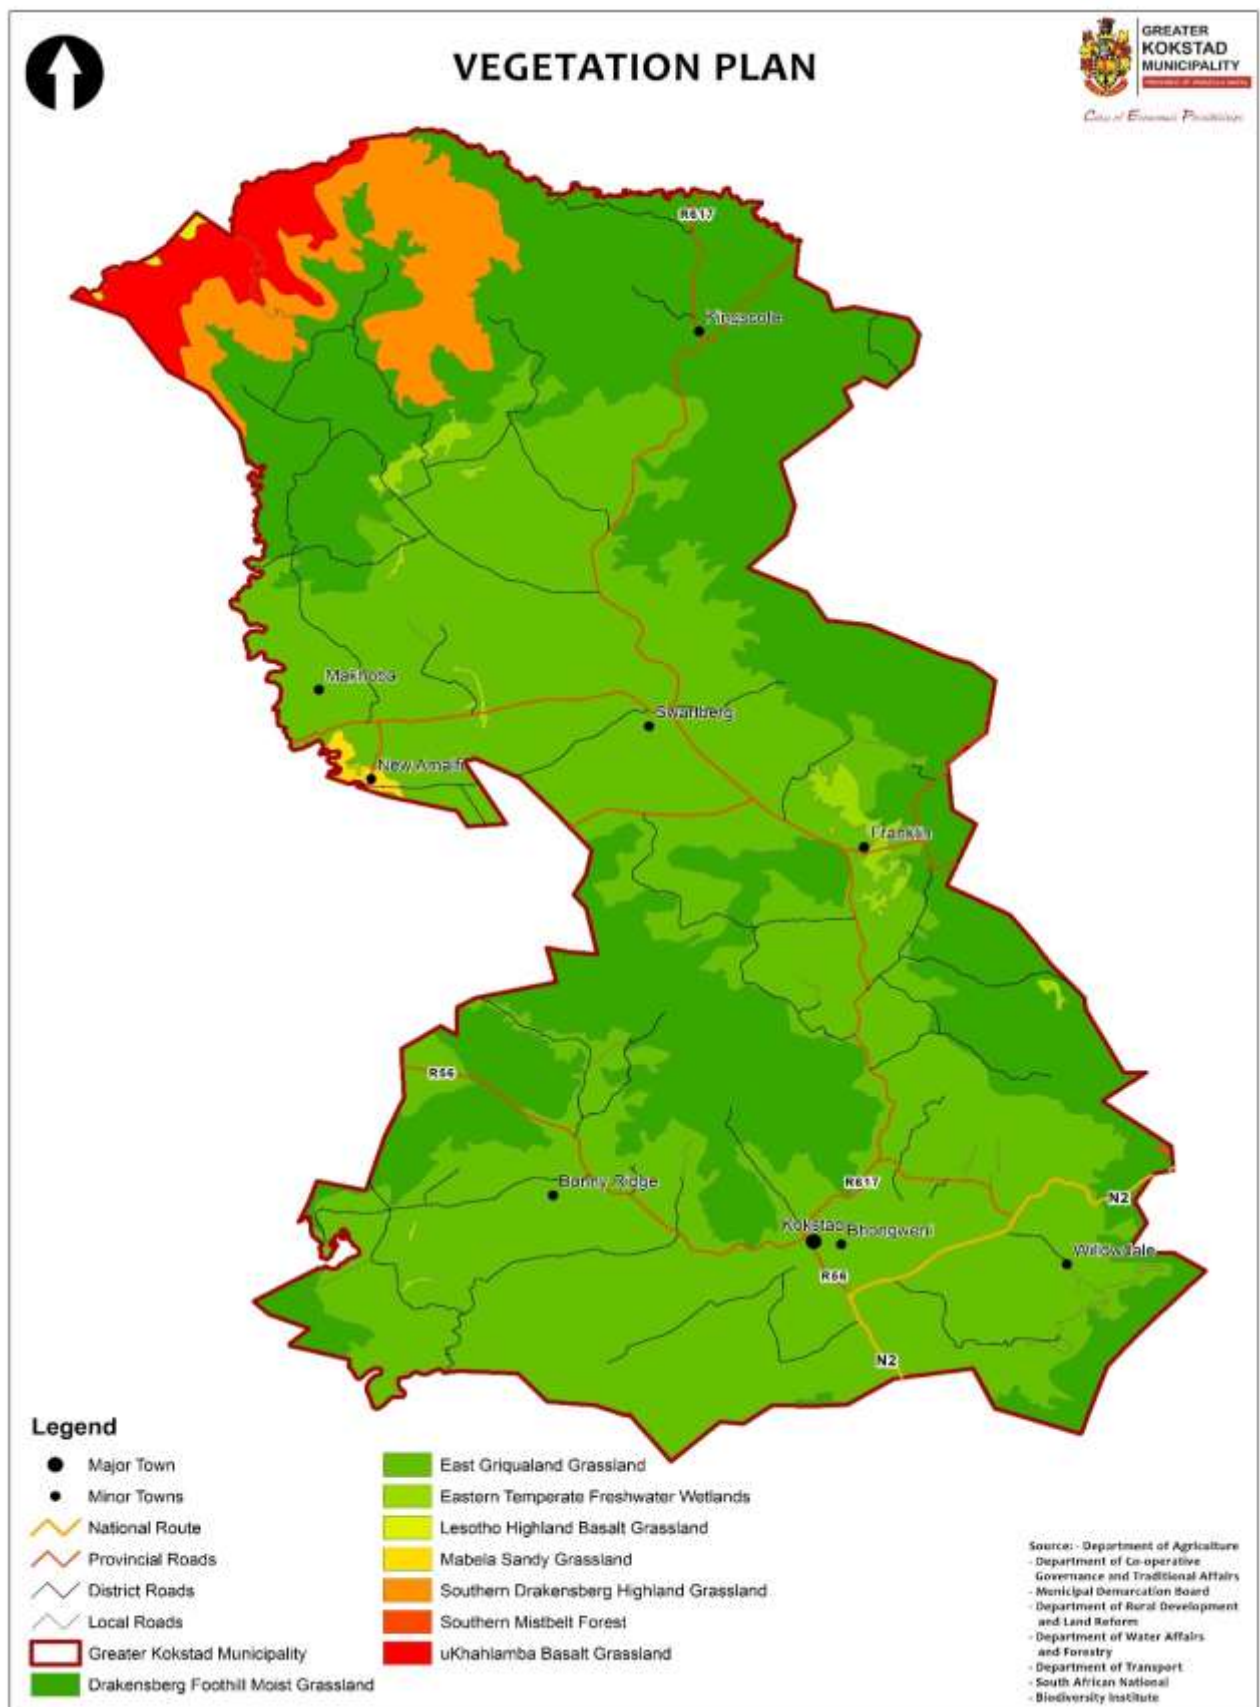 VEGETATION PLAN
GREATER
KOKSTAD
MUNICIPALITY
R617
Kingscote
Makhoba
Swartberg
New Amalfi
Franklin
R56
Bonny Ridge
R617
N2
Kokstad
Bhongweni
Willowdale
R56
N2
Legend
Major Town
Minor Towns
National Route
Provincial Roads
District Roads
Local Roads
Greater Kokstad Municipality
Drakensberg Foothill Moist Grassland
East Griqualand Grassland
Eastern Temperate Freshwater Wetlands
Lesotho Highland Basalt Grassland
Mabela Sandy Grassland
Southern Drakensberg Highland Grassland
Southern Mistbelt Forest
uKhahlamba Basalt Grassland
Source: - Department of Agriculture
- Department of Co-operative
Governance and Traditional Affairs
- Municipal Demarcation Board
- Department of Rural Development
and Land Reform
- Department of Water Affairs
and Forestry
- Department of Transport
- South African National
- Biodiversity Institute